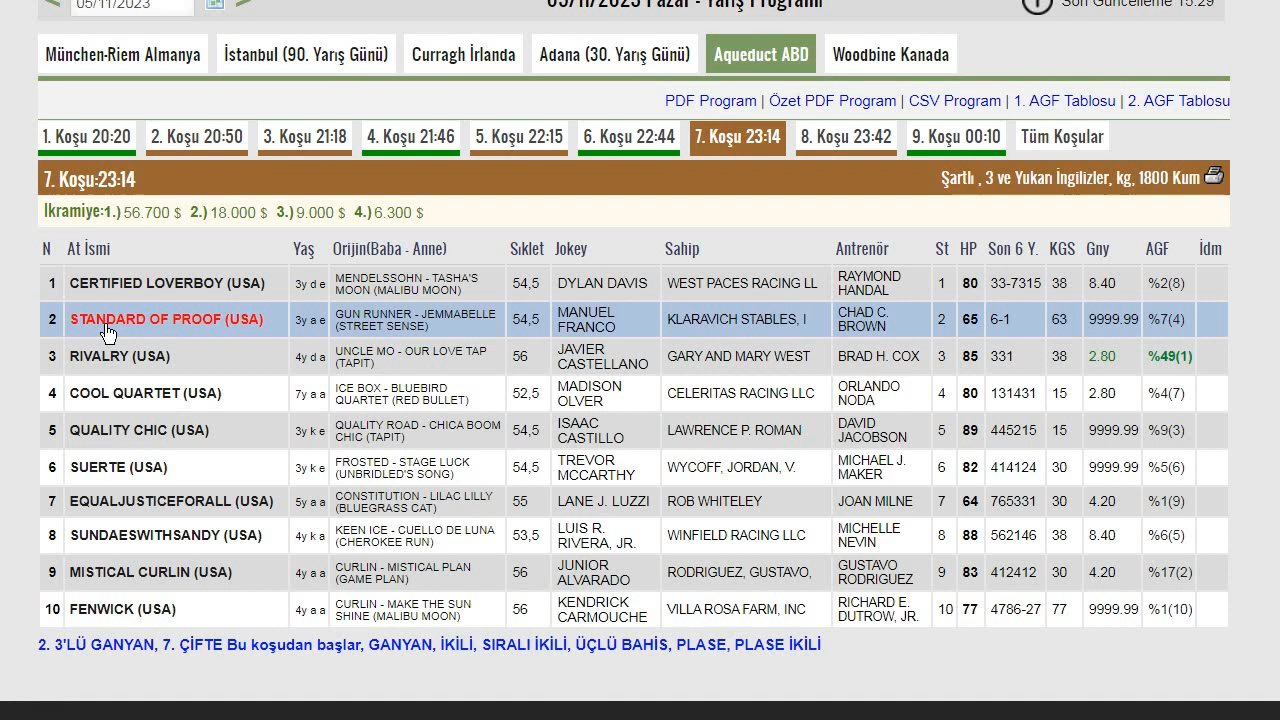 05/11/2023
05/11/2023 Pazar - Yarış Programı
Son Güncelleme 15:29
München-Riem Almanya İstanbul (90. Yarış Günü) Curragh İrlanda Adana (30. Yarış Günü) Aqueduct ABD Woodbine Kanada
PDF Program | Özet PDF Program | CSV Program | 1. AGF Tablosu | 2. AGF Tablosu
1. Koşu 20:20 2. Koşu 20:50 3. Koşu 21:18 4. Koşu 21:46 5. Koşu 22:15 6. Koşu 22:44 7. Koşu 23:14 8. Koşu 23:42 9. Koşu 00:10 Tüm Koşular
7. Koşu:23:14 Şartlı , 3 ve Yukarı İngilizler, kg, 1800 Kum
İkramiye:1.) 56.700 $ 2.) 18.000 $ 3.) 9.000 $ 4.) 6.300 $
N At İsmi Yaş Orijin(Baba - Anne) Sıklet Jokey Sahip Antrenör St HP Son 6 Y. KGS Gny AGF İdm
1 CERTIFIED LOVERBOY (USA) 3y d e MENDELSSOHN - TASHA'S MOON (MALIBU MOON) 54,5 DYLAN DAVIS WEST PACES RACING LL RAYMOND HANDAL 1 80 33-7315 38 8.40 %2(8)
2 STANDARD OF PROOF (USA) 3y a e GUN RUNNER - JEMMABELLE (STREET SENSE) 54,5 MANUEL FRANCO KLARAVICH STABLES, I CHAD C. BROWN 2 65 6-1 63 9999.99 %7(4)
3 RIVALRY (USA) 4y d a UNCLE MO - OUR LOVE TAP (TAPIT) 56 JAVIER CASTELLANO GARY AND MARY WEST BRAD H. COX 3 85 331 38 2.80 %49(1)
4 COOL QUARTET (USA) 7y a a ICE BOX - BLUEBIRD QUARTET (RED BULLET) 52,5 MADISON OLVER CELERITAS RACING LLC ORLANDO NODA 4 80 131431 15 2.80 %4(7)
5 QUALITY CHIC (USA) 3y k e QUALITY ROAD - CHICA BOOM CHIC (TAPIT) 54,5 ISAAC CASTILLO LAWRENCE P. ROMAN DAVID JACOBSON 5 89 445215 15 9999.99 %9(3)
6 SUERTE (USA) 3y k e FROSTED - STAGE LUCK (UNBRIDLED'S SONG) 54,5 TREVOR MCCARTHY WYCOFF, JORDAN, V. MICHAEL J. MAKER 6 82 414124 30 9999.99 %5(6)
7 EQUALJUSTICEFORALL (USA) 5y a a CONSTITUTION - LILAC LILLY (BLUEGRASS CAT) 55 LANE J. LUZZI ROB WHITELEY JOAN MILNE 7 64 765331 30 4.20 %1(9)
8 SUNDAESWITHSANDY (USA) 4y k a KEEN ICE - CUELLO DE LUNA (CHEROKEE RUN) 53,5 LUIS R. RIVERA, JR. WINFIELD RACING LLC MICHELLE NEVIN 8 88 562146 38 8.40 %6(5)
9 MISTICAL CURLIN (USA) 4y a a CURLIN - MISTICAL PLAN (GAME PLAN) 56 JUNIOR ALVARADO RODRIGUEZ, GUSTAVO, GUSTAVO RODRIGUEZ 9 83 412412 30 4.20 %17(2)
10 FENWICK (USA) 4y a a CURLIN - MAKE THE SUN SHINE (MALIBU MOON) 56 KENDRICK CARMOUCHE VILLA ROSA FARM, INC RICHARD E. DUTROW, JR. 10 77 4786-27 77 9999.99 %1(10)
2. 3'LÜ GANYAN, 7. ÇİFTE Bu koşudan başlar, GANYAN, İKİLİ, SIRALI İKİLİ, ÜÇLÜ BAHİS, PLASE, PLASE İKİLİ